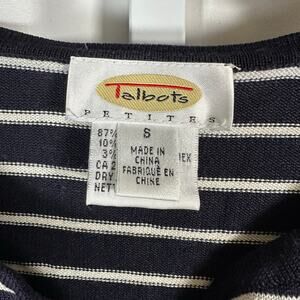 Talbots
PETITES
S
MADE IN
CHINA
FABRIQUÉ EN
CHINE
87%
10%
3%
CA
DRY
NET